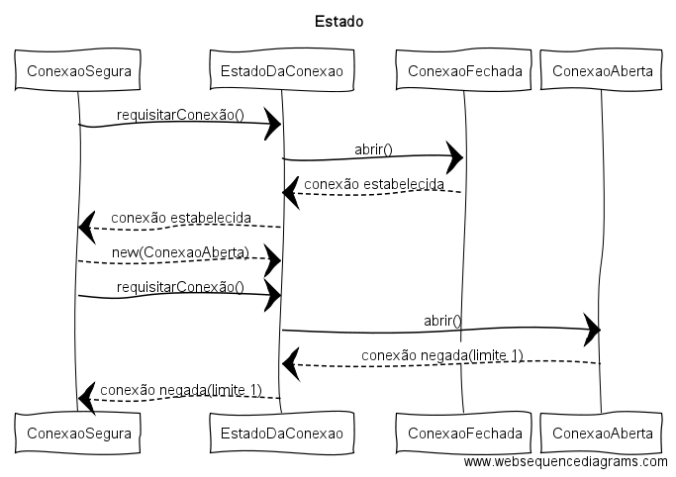 Estado
ConexaoSegura EstadoDaConexao ConexaoFechada ConexaoAberta
requisitarConexão()
abrir()
conexão estabelecida
conexão estabelecida
new(ConexaoAberta)
requisitarConexão()
abrir()
conexão negada(limite 1)
conexão negada(limite 1)
ConexaoSegura EstadoDaConexao ConexaoFechada ConexaoAberta
www.websequencediagrams.com